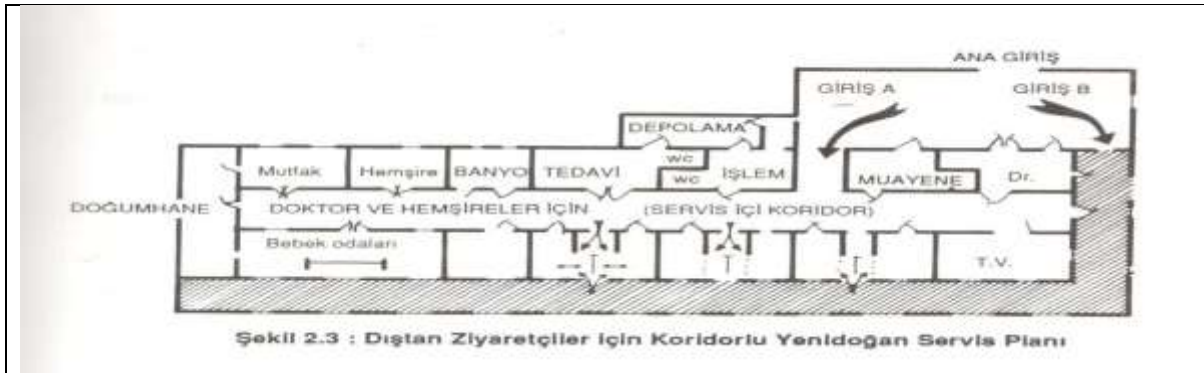 ANA GİRİŞ
GİRİŞ A
GİRİŞ B
DEPOLAMA
wc
Mutfak
Hemşire
BANYO
TEDAVİ
wc
İŞLEM
MUAYENE
Dr.
DOĞUMHANE
DOKTOR VE HEMŞİRELER İÇİN
(SERVİS İÇİ KORİDOR)
Bebek odaları
T.V.
Şekil 2.3 : Dıştan Ziyaretçiler İçin Koridorlu Yenidoğan Servis Planı